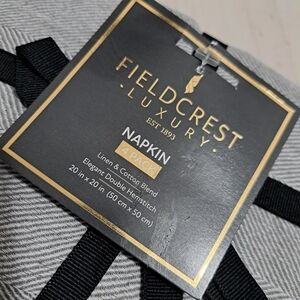 FIELDCREST
·LUXURY·
EST 1893
NAPKIN
4 PACK
Linen & Cotton Blend
Elegant Double Hemstitch
20 in x 20 in (50 cm x 50 cm)